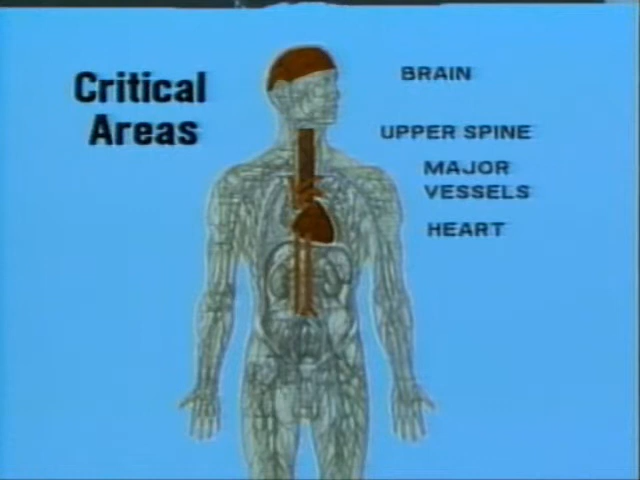 Critical
Areas
BRAIN
UPPER SPINE
MAJOR
VESSELS
HEART